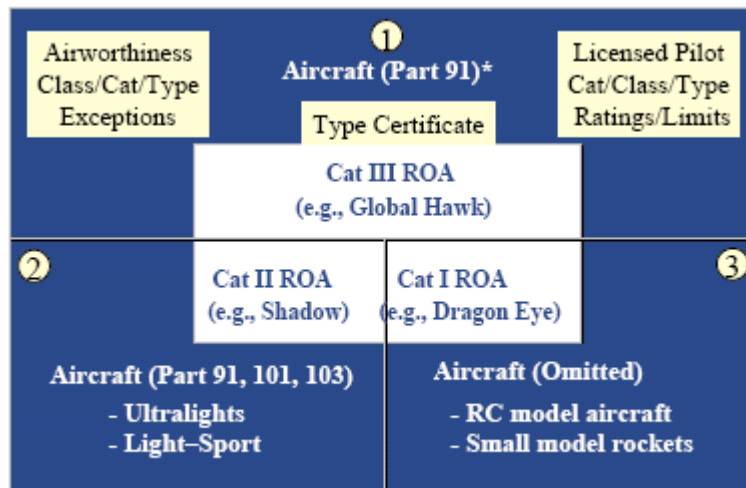 Airworthiness
Class/Cat/Type
Exceptions
1
Aircraft (Part 91)*
Licensed Pilot
Cat/Class/Type
Ratings/Limits
Type Certificate
Cat III ROA
(e.g., Global Hawk)
2
Cat II ROA
(e.g., Shadow)
Cat I ROA
(e.g., Dragon Eye)
3
Aircraft (Part 91, 101, 103)
- Ultralights
- Light–Sport
Aircraft (Omitted)
- RC model aircraft
- Small model rockets